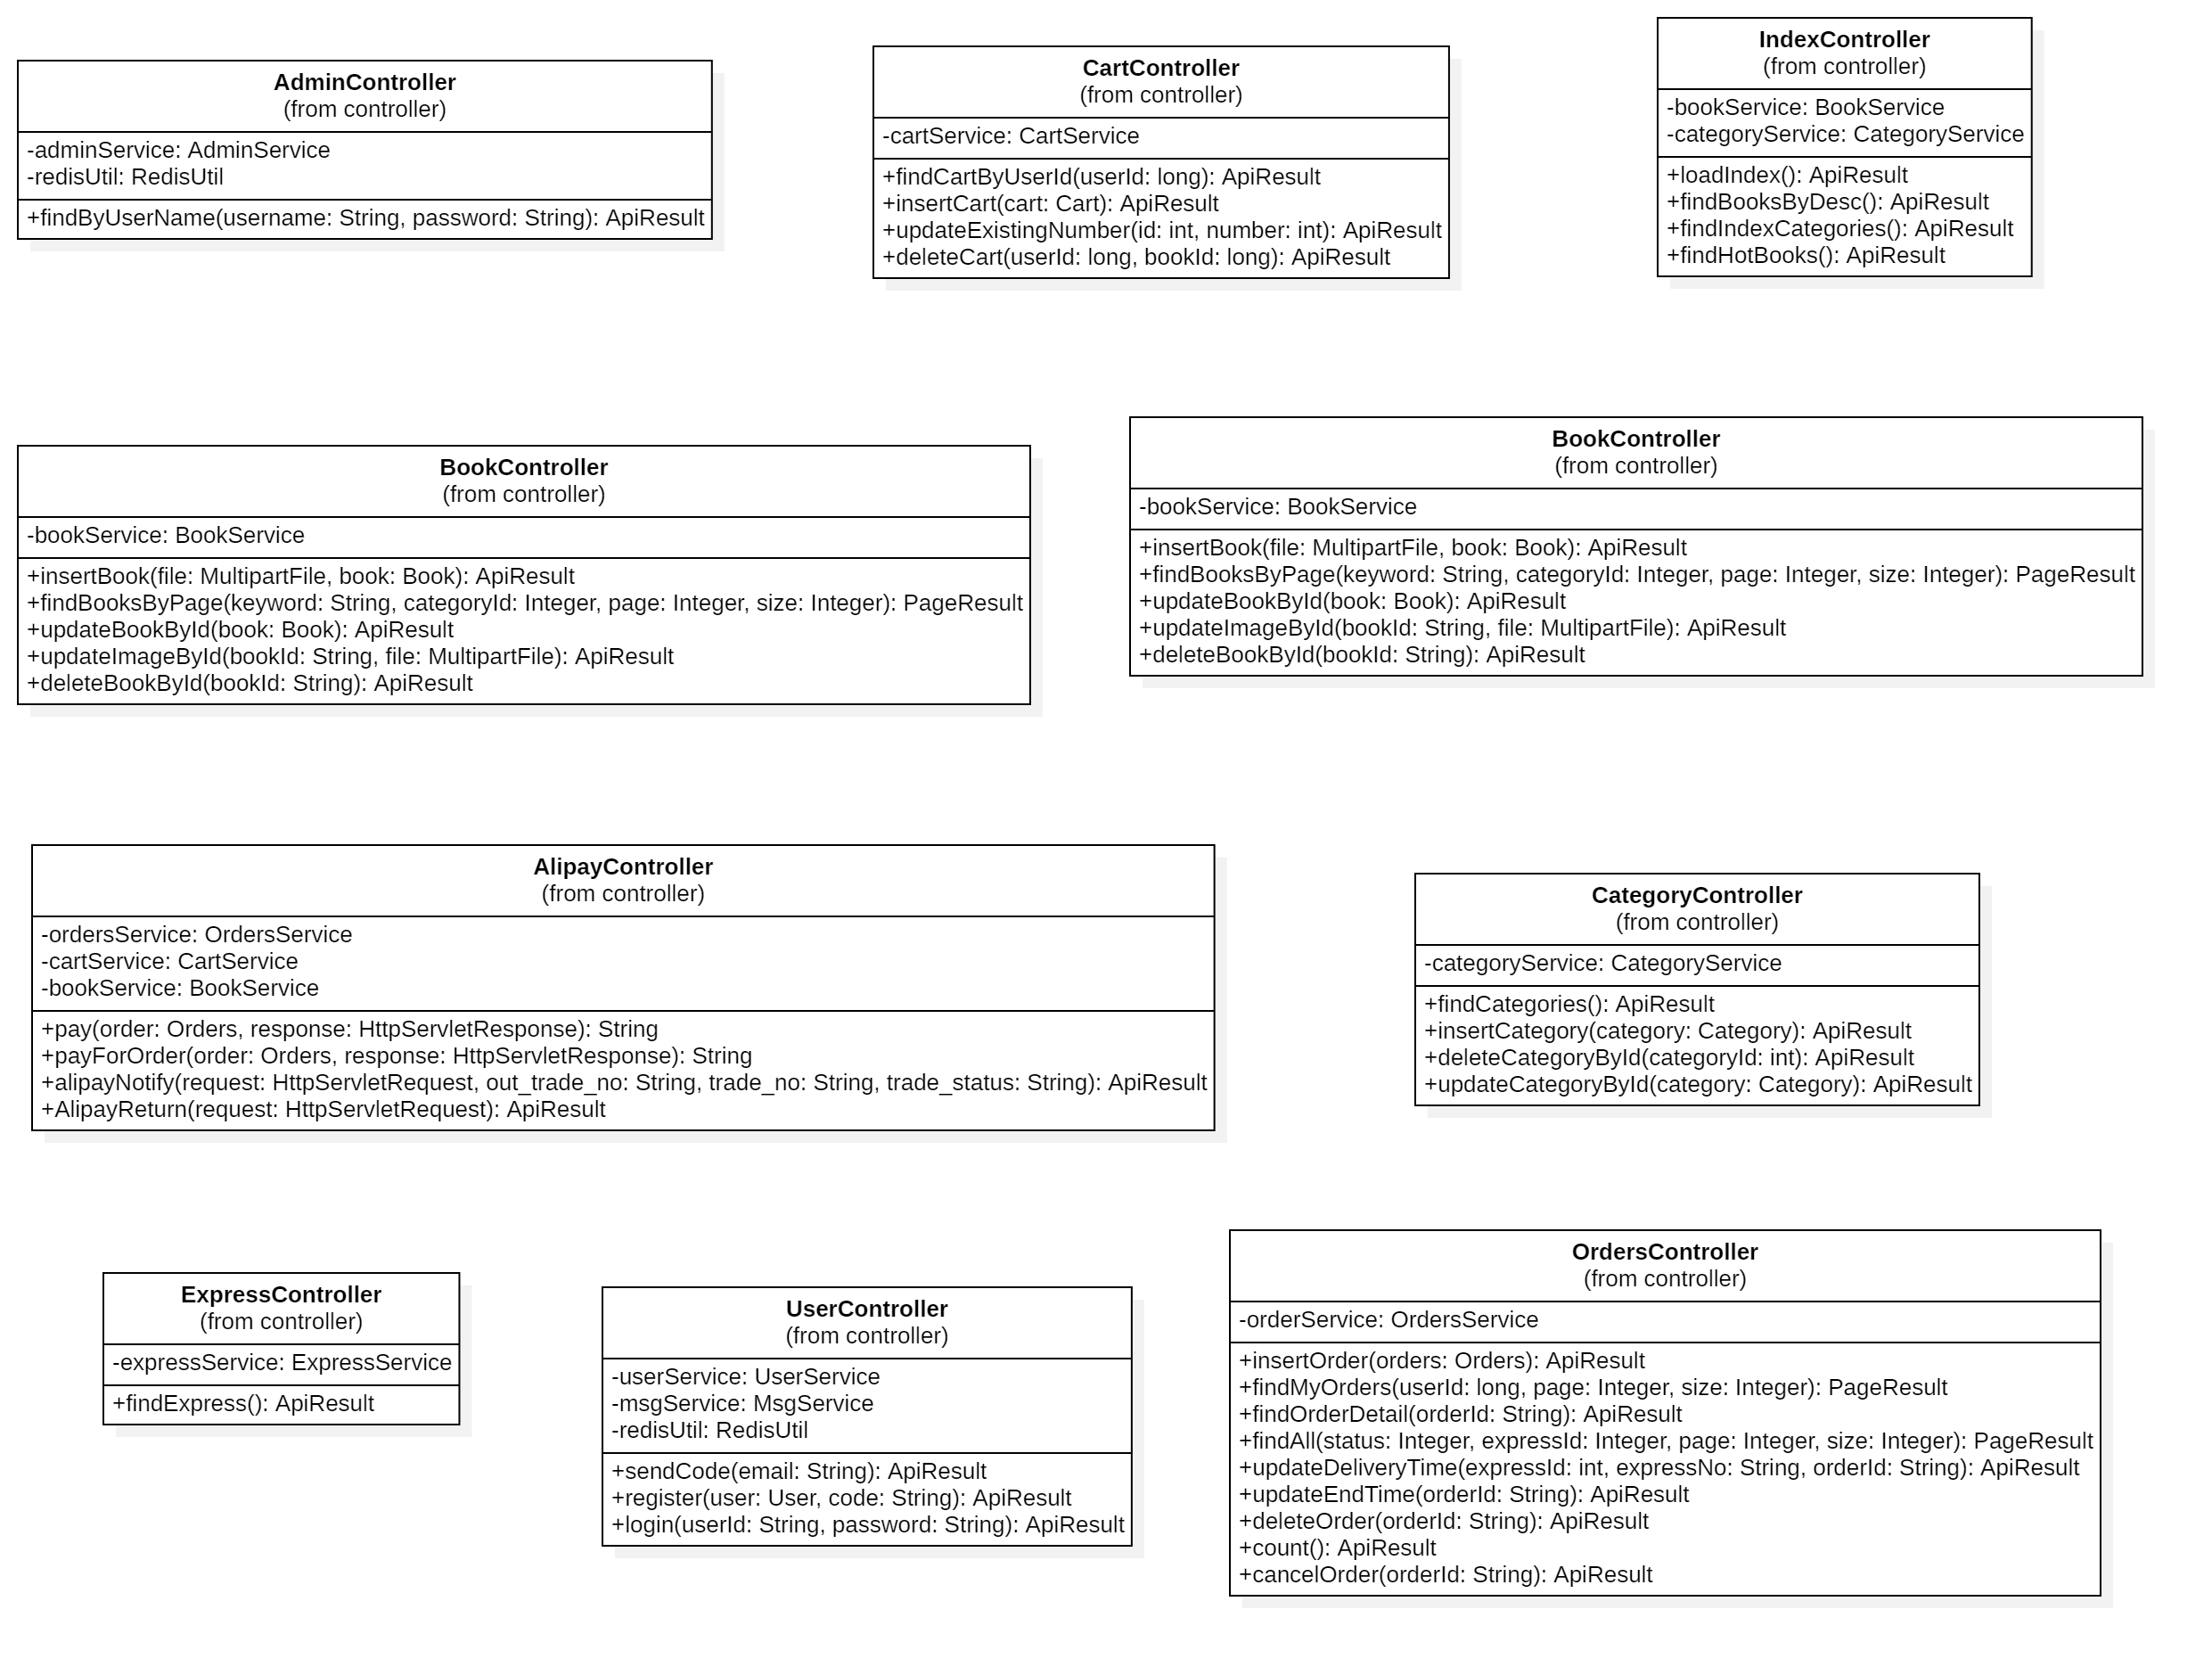 AdminController
(from controller)
-adminService: AdminService
-redisUtil: RedisUtil
+findByUserName(username: String, password: String): ApiResult
CartController
(from controller)
-cartService: CartService
+findCartByUserId(userId: long): ApiResult
+insertCart(cart: Cart): ApiResult
+updateExistingNumber(id: int, number: int): ApiResult
+deleteCart(userId: long, bookId: long): ApiResult
IndexController
(from controller)
-bookService: BookService
-categoryService: CategoryService
+loadIndex(): ApiResult
+findBooksByDesc(): ApiResult
+findIndexCategories(): ApiResult
+findHotBooks(): ApiResult
BookController
(from controller)
-bookService: BookService
+insertBook(file: MultipartFile, book: Book): ApiResult
+findBooksByPage(keyword: String, categoryId: Integer, page: Integer, size: Integer): PageResult
+updateBookById(book: Book): ApiResult
+updateImageById(bookId: String, file: MultipartFile): ApiResult
+deleteBookById(bookId: String): ApiResult
BookController
(from controller)
-bookService: BookService
+insertBook(file: MultipartFile, book: Book): ApiResult
+findBooksByPage(keyword: String, categoryId: Integer, page: Integer, size: Integer): PageResult
+updateBookById(book: Book): ApiResult
+updateImageById(bookId: String, file: MultipartFile): ApiResult
+deleteBookById(bookId: String): ApiResult
AlipayController
(from controller)
-ordersService: OrdersService
-cartService: CartService
-bookService: BookService
+pay(order: Orders, response: HttpServletResponse): String
+payForOrder(order: Orders, response: HttpServletResponse): String
+alipayNotify(request: HttpServletRequest, out_trade_no: String, trade_no: String, trade_status: String): ApiResult
+AlipayReturn(request: HttpServletRequest): ApiResult
CategoryController
(from controller)
-categoryService: CategoryService
+findCategories(): ApiResult
+insertCategory(category: Category): ApiResult
+deleteCategoryById(categoryId: int): ApiResult
+updateCategoryById(category: Category): ApiResult
ExpressController
(from controller)
-expressService: ExpressService
+findExpress(): ApiResult
UserController
(from controller)
-userService: UserService
-msgService: MsgService
-redisUtil: RedisUtil
+sendCode(email: String): ApiResult
+register(user: User, code: String): ApiResult
+login(userId: String, password: String): ApiResult
OrdersController
(from controller)
-orderService: OrdersService
+insertOrder(orders: Orders): ApiResult
+findMyOrders(userId: long, page: Integer, size: Integer): PageResult
+findOrderDetail(orderId: String): ApiResult
+findAll(status: Integer, expressId: Integer, page: Integer, size: Integer): PageResult
+updateDeliveryTime(expressId: int, expressNo: String, orderId: String): ApiResult
+updateEndTime(orderId: String): ApiResult
+deleteOrder(orderId: String): ApiResult
+count(): ApiResult
+cancelOrder(orderId: String): ApiResult